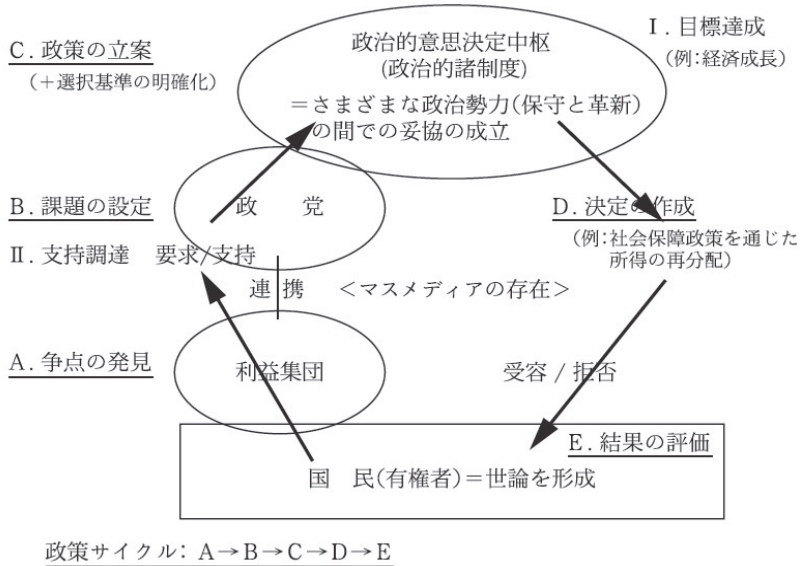 C. 政策の立案
（＋選択基準の明確化）
政治的意思決定中枢
(政治的諸制度)
＝さまざまな政治勢力(保守と革新)
の間での妥協の成立
Ⅰ. 目標達成
（例：経済成長）
B. 課題の設定
政　党
D. 決定の作成
（例：社会保障政策を通じた
所得の再分配）
Ⅱ. 支持調達　要求/支持
連携　＜マスメディアの存在＞
A. 争点の発見
利益集団
受容 / 拒否
E. 結果の評価
国　民(有権者)＝世論を形成
政策サイクル： A→B→C→D→E